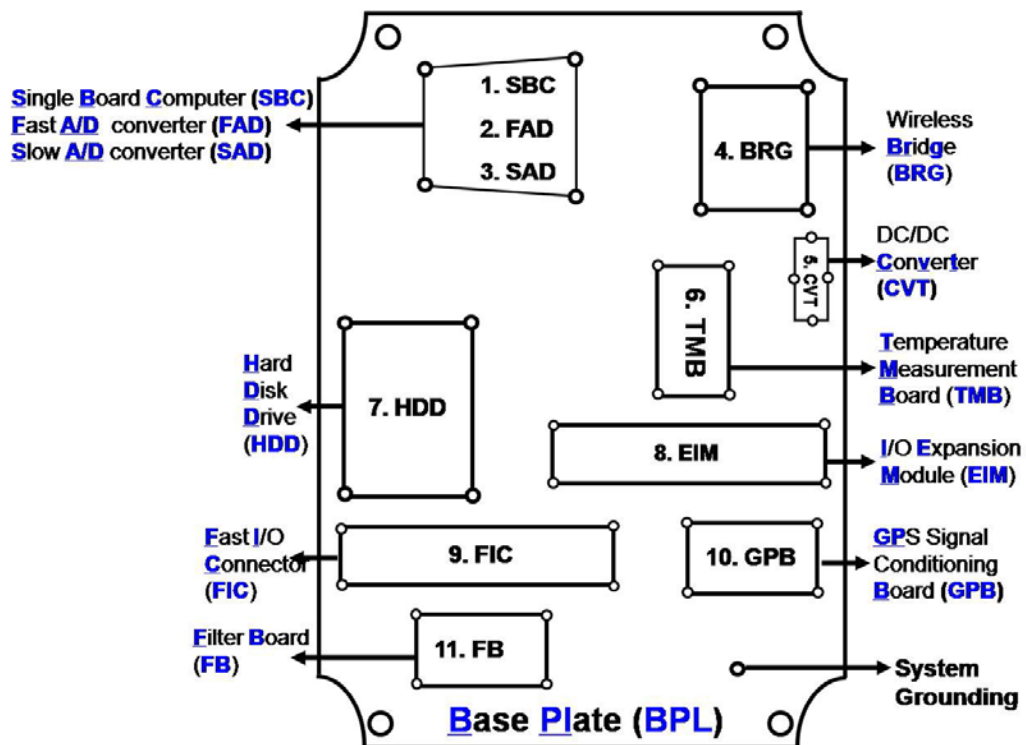 Single Board Computer (SBC)
Fast A/D converter (FAD)
Slow A/D converter (SAD)
1. SBC
2. FAD
3. SAD
4. BRG
Wireless
Bridge
(BRG)
5. CVT
DC/DC
Converter
(CVT)
6. TMB
Temperature
Measurement
Board (TMB)
Hard
Disk
Drive
(HDD)
7. HDD
8. EIM
I/O Expansion
Module (EIM)
Fast I/O
Connector
(FIC)
9. FIC
10. GPB
GPS Signal
Conditioning
Board (GPB)
Filter Board
(FB)
11. FB
System
Grounding
Base Plate (BPL)